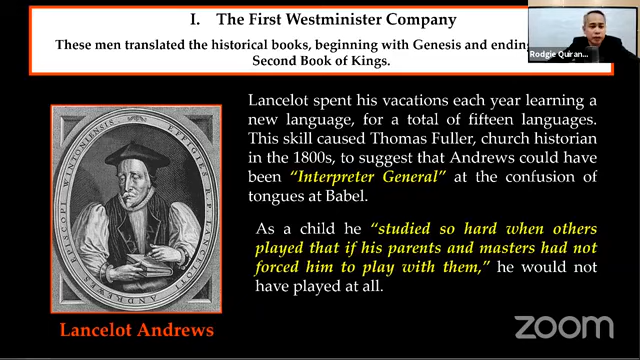 I. The First Westminister Company
These men translated the historical books, beginning with Genesis and ending
Second Book of Kings.
Rodgie Quiran...
Lancelot spent his vacations each year learning a
new language, for a total of fifteen languages.
This skill caused Thomas Fuller, church historian
in the 1800s, to suggest that Andrews could have
been “Interpreter General” at the confusion of
tongues at Babel.
As a child he “studied so hard when others
played that if his parents and masters had not
forced him to play with them,” he would not
have played at all.
EFFIGIES
EPISCOPI WINTONIENSIS
Lancelot Andrews
zoom